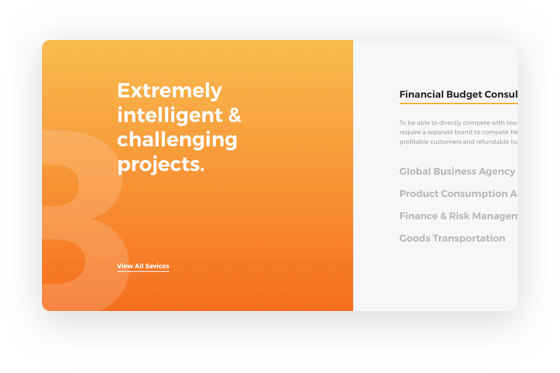 3
Extremely
intelligent &
challenging
projects.
View All Sevices
Financial Budget Consul
To be able to directly compete with low
require a separate brand to compete he
profitable customers and refundable loa
Global Business Agency
Product Consumption A
Finance & Risk Managem
Goods Transportation